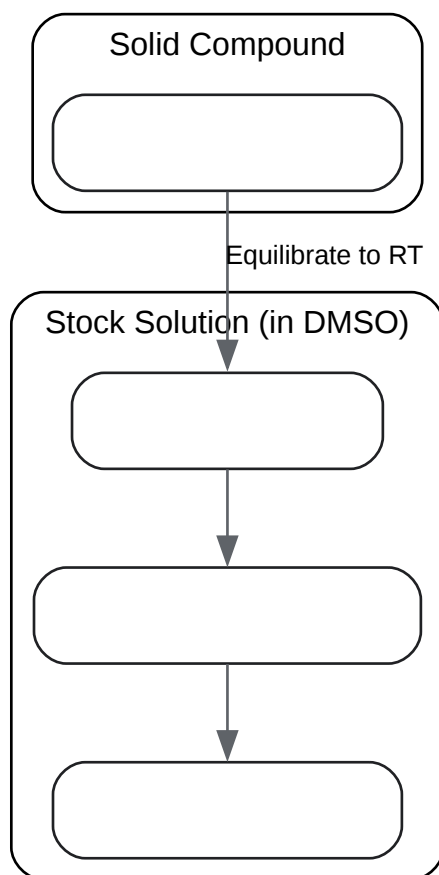 Solid Compound
Equilibrate to RT
Stock Solution (in DMSO)